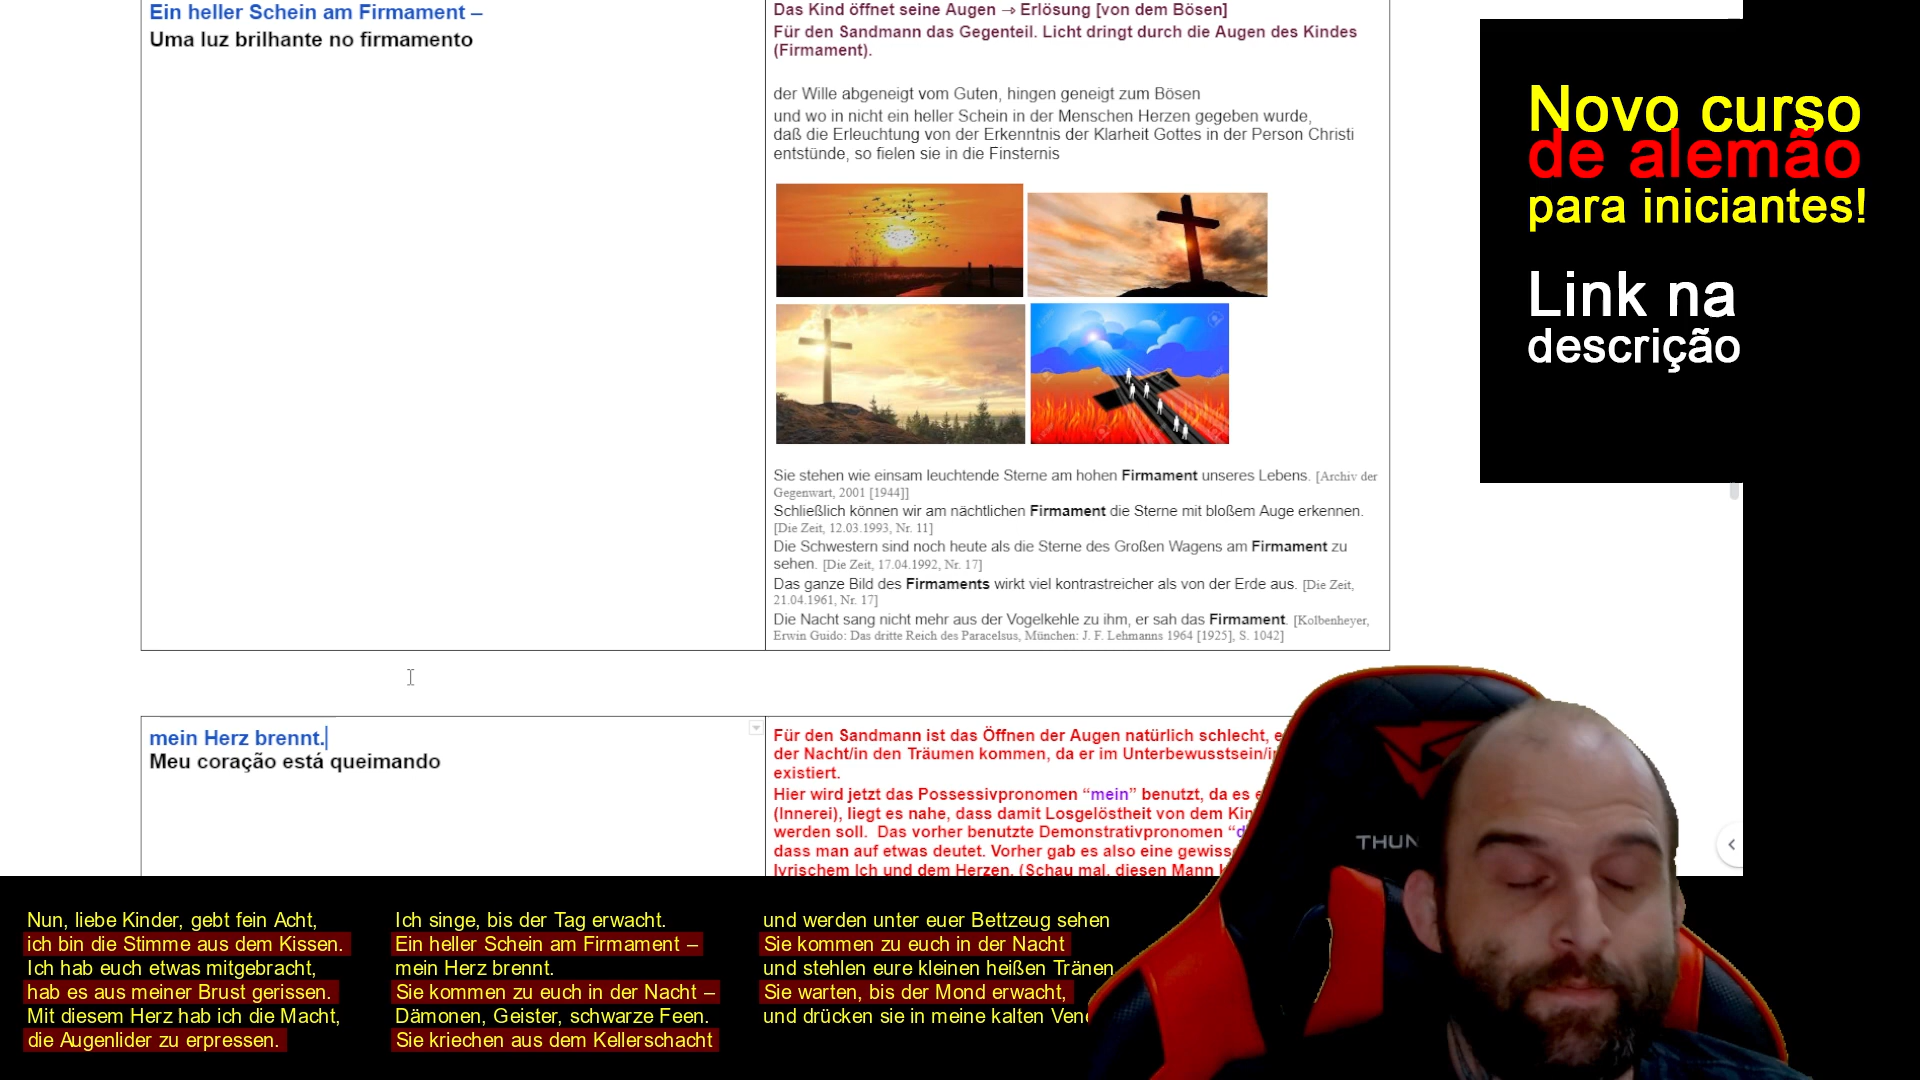 Ein heller Schein am Firmament –
Uma luz brilhante no firmamento
Das Kind öffnet seine Augen → Erlösung [von dem Bösen]
Für den Sandmann das Gegenteil. Licht dringt durch die Augen des Kindes
(Firmament).
der Wille abgeneigt vom Guten, hingen geneigt zum Bösen
und wo in nicht ein heller Schein in der Menschen Herzen gegeben wurde,
daß die Erleuchtung von der Erkenntnis der Klarheit Gottes in der Person Christi
entstünde, so fielen sie in die Finsternis
Sie stehen wie einsam leuchtende Sterne am hohen Firmament unseres Lebens. [Archiv der
Gegenwart, 2001 [1944]]
Schließlich können wir am nächtlichen Firmament die Sterne mit bloßem Auge erkennen.
[Die Zeit, 12.03.1993, Nr. 11]
Die Schwestern sind noch heute als die Sterne des Großen Wagens am Firmament zu
sehen. [Die Zeit, 17.04.1992, Nr. 17]
Das ganze Bild des Firmaments wirkt viel kontrastreicher als von der Erde aus. [Die Zeit,
21.04.1961, Nr. 17]
Die Nacht sang nicht mehr aus der Vogelkehle zu ihm, er sah das Firmament. [Kolbenheyer,
Erwin Guido: Das dritte Reich des Paracelsus, München: J. F. Lehmanns 1964 [1925], S. 1042]
mein Herz brennt.
Meu coração está queimando
Für den Sandmann ist das Öffnen der Augen natürlich schlecht,
der Nacht/in den Träumen kommen, da er im Unterbewusstsein/
existiert.
Hier wird jetzt das Possessivpronomen “mein” benutzt, da es
(Innerei), liegt es nahe, dass damit Losgelöstheit von dem
werden soll. Das vorher benutzte Demonstrativpronomen
dass man auf etwas deutet. Vorher gab es also eine
lyrischem Ich und dem Herzen. (Schau mal, diesen Mann
Novo curso
de alemão
para iniciantes!
Link na
descrição
THUN
Nun, liebe Kinder, gebt fein Acht,
ich bin die Stimme aus dem Kissen.
Ich hab euch etwas mitgebracht,
hab es aus meiner Brust gerissen.
Mit diesem Herz hab ich die Macht,
die Augenlider zu erpressen.
Ich singe, bis der Tag erwacht.
Ein heller Schein am Firmament –
mein Herz brennt.
Sie kommen zu euch in der Nacht –
Dämonen, Geister, schwarze Feen.
Sie kriechen aus dem Kellerschacht
und werden unter euer Bettzeug sehen
Sie kommen zu euch in der Nacht
und stehlen eure kleinen heißen Tränen
Sie warten, bis der Mond erwacht,
und drücken sie in meine kalten